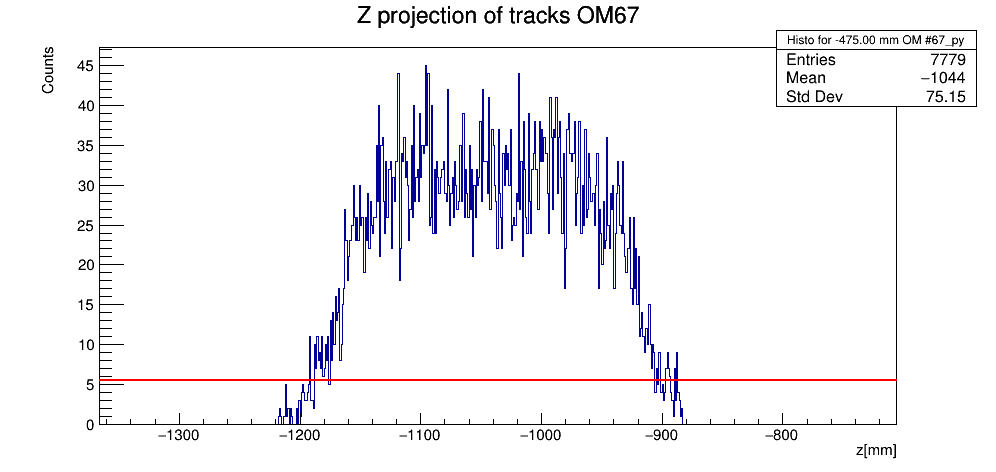 Z projection of tracks OM67
Histo for -475.00 mm OM #67_py
Entries 7779
Mean −1044
Std Dev 75.15
Counts
45
40
35
30
25
20
15
10
5
0
−1300 −1200 −1100 −1000 −900 −800
z[mm]